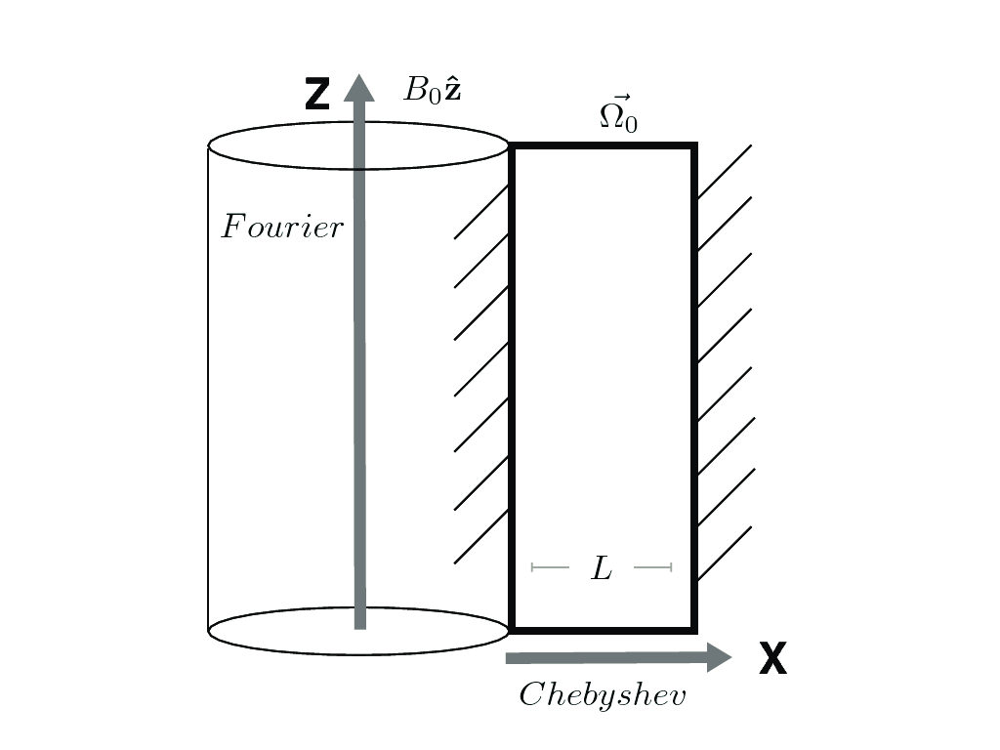 Z
B₀ẑ
Ω⃗₀
Fourier
L
X
Chebyshev